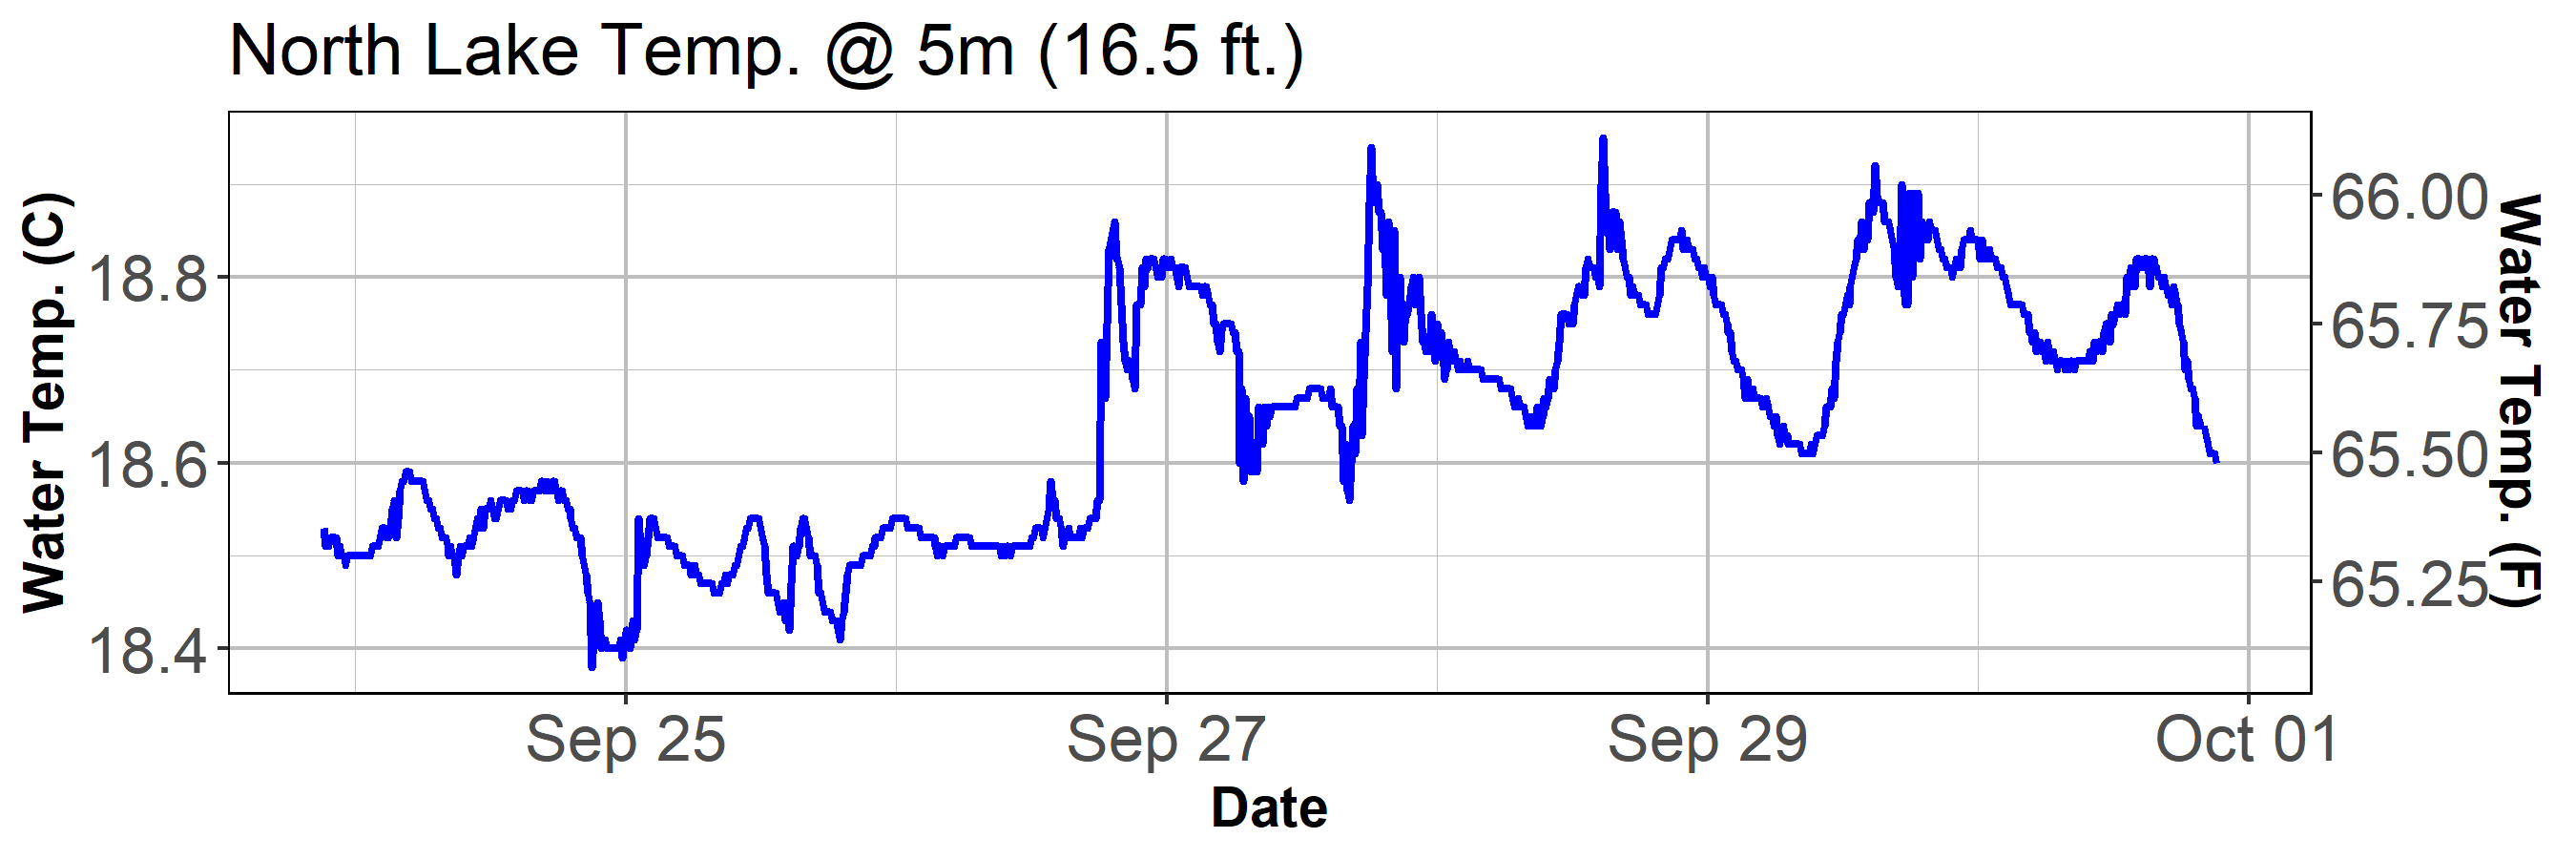 North Lake Temp. @ 5m (16.5 ft.)
Water Temp. (C)
18.8
18.6
18.4
66.00
65.75
65.50
65.25
Water Temp. (F)
Sep 25
Sep 27
Sep 29
Oct 01
Date